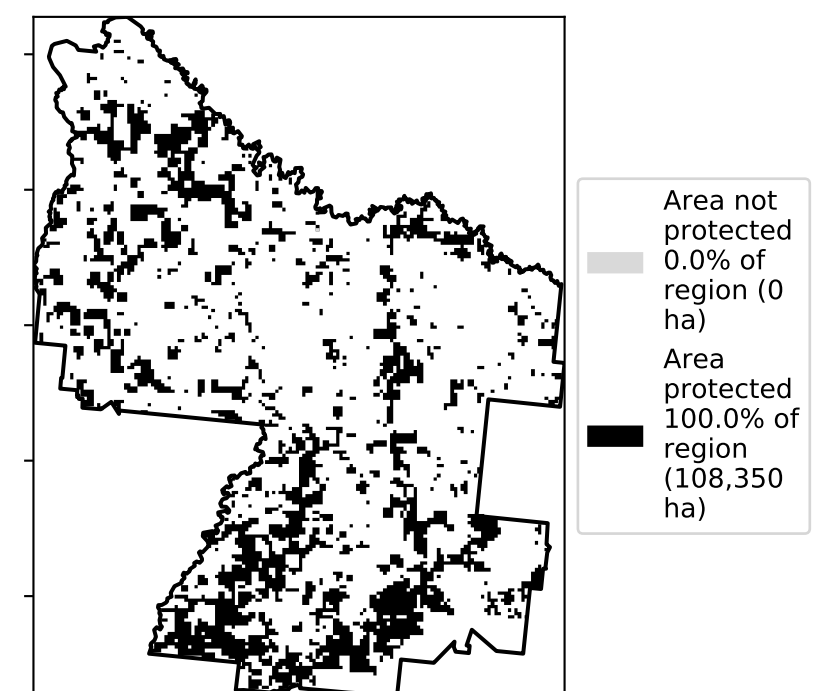 Area not
protected
0.0% of
region (0
ha)
Area
protected
100.0% of
region
(108,350
ha)